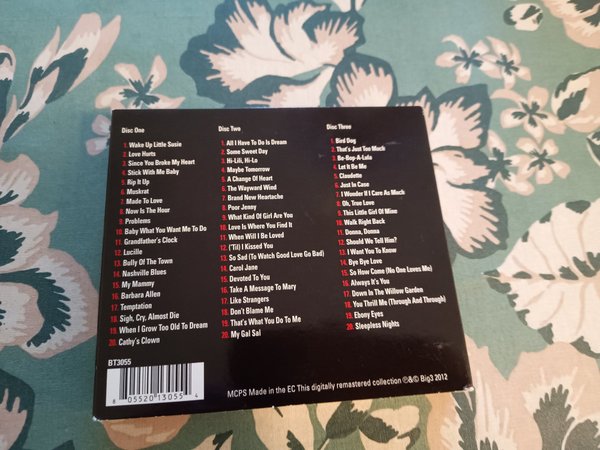 Disc One
1. Wake Up Little Susie
2. Love Hurts
3. Since You Broke My Heart
4. Stick With Me Baby
5. Rip It Up
6. Muskrat
7. Made To Love
8. Now Is The Hour
9. Problems
10. Baby What You Want Me To Do
11. Grandfather's Clock
12. Lucille
13. Bully Of The Town
14. Nashville Blues
15. My Mammy
16. Barbara Allen
17. Temptation
18. Sigh, Cry, Almost Die
19. When I Grow Too Old To Dream
20. Cathy's Clown
Disc Two
1. All I Have To Do Is Dream
2. Some Sweet Day
3. Hi-Lili, Hi-Lo
4. Maybe Tomorrow
5. A Change Of Heart
6. The Wayward Wind
7. Brand New Heartache
8. Poor Jenny
9. What Kind Of Girl Are You
10. Love Is Where You Find It
11. When Will I Be Loved
12. ('Til) I Kissed You
13. So Sad (To Watch Good Love Go Bad)
14. Carol Jane
15. Devoted To You
16. Take A Message To Mary
17. Like Strangers
18. Don't Blame Me
19. That's What You Do To Me
20. My Gal Sal
Disc Three
1. Bird Dog
2. That's Just Too Much
3. Be-Bop-A-Lula
4. Let It Be Me
5. Claudette
6. Just In Case
7. I Wonder If I Care As Much
8. Oh, True Love
9. This Little Girl Of Mine
10. Walk Right Back
11. Donna, Donna
12. Should We Tell Him?
13. I Want You To Know
14. Bye Bye Love
15. So How Come (No One Loves Me)
16. Always It's You
17. Down In The Willow Garden
18. You Thrill Me (Through And Through)
19. Ebony Eyes
20. Sleepless Nights
BT3055
8 05520 13055 4
MCPS Made in the EC This digitally remastered collection ℗&© Big3 2012